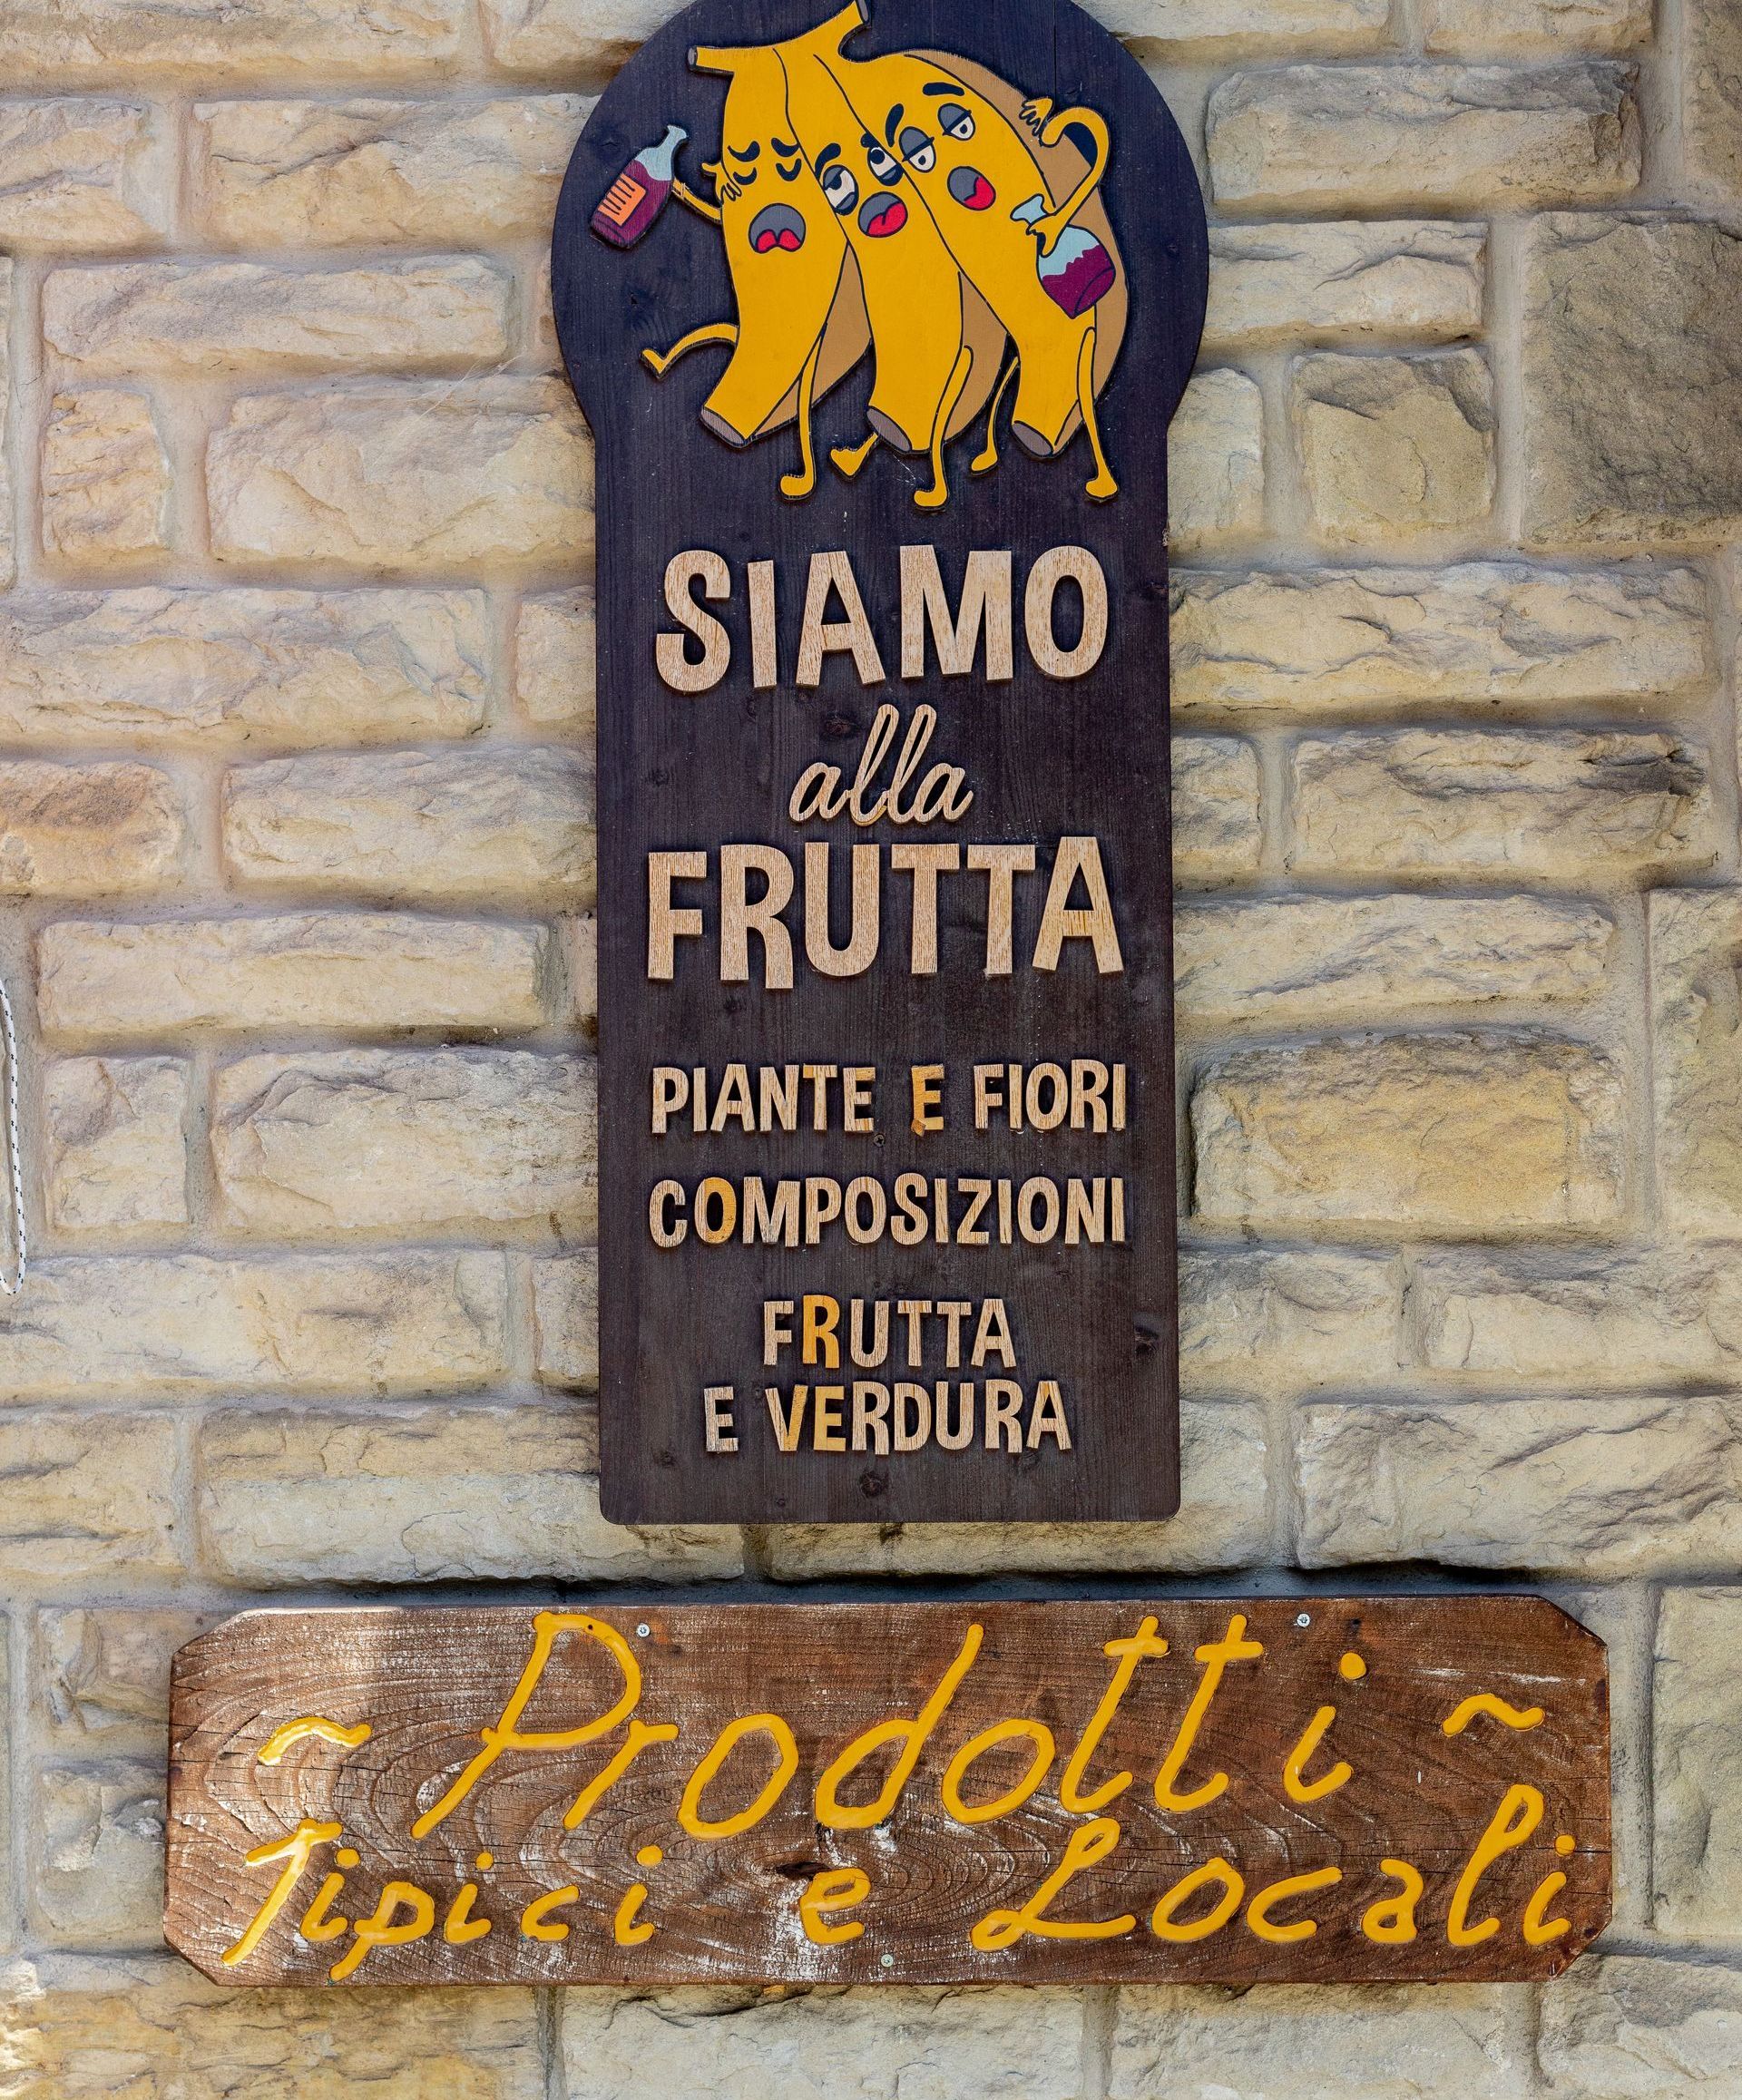 SIAMO
alla
FRUTTA
PIANTE E FIORI
COMPOSIZIONI
FRUTTA
E VERDURA
~ Prodotti ~
Tipici e Locali